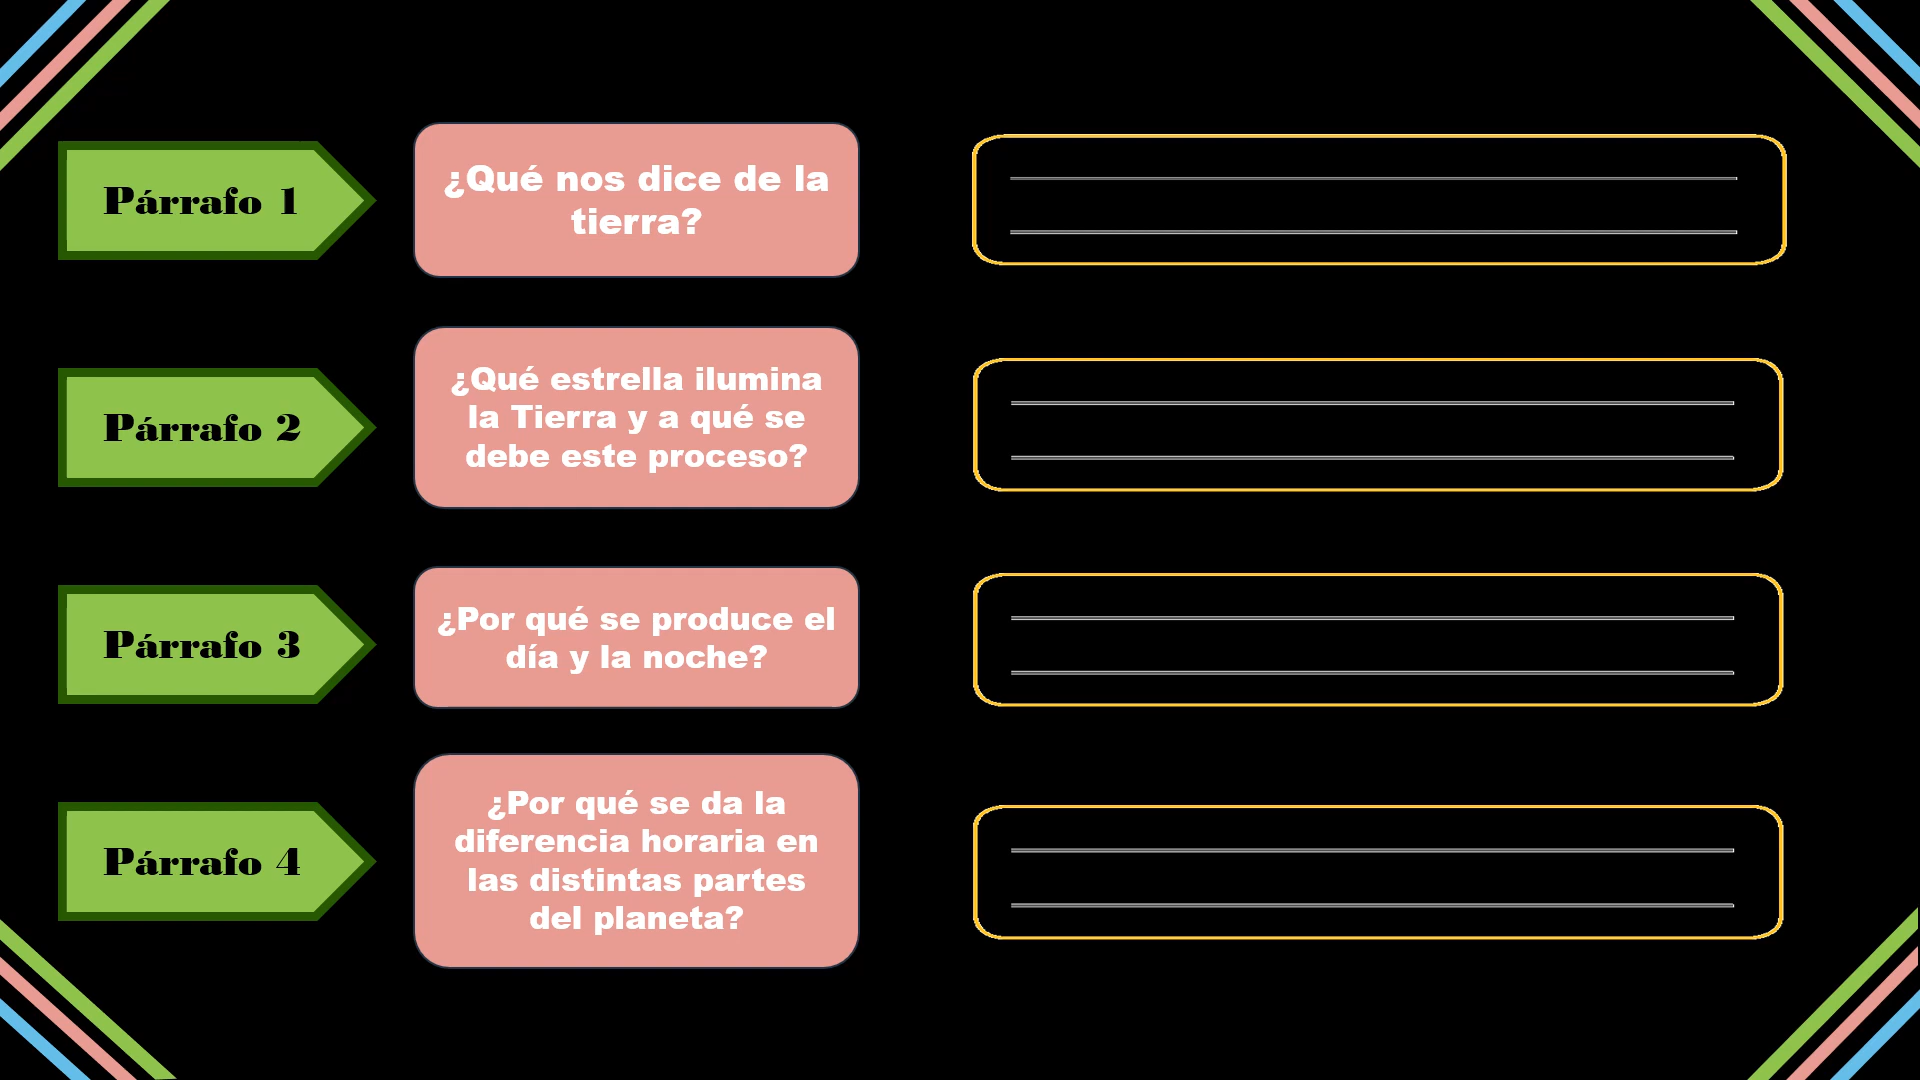 Párrafo 1
¿Qué nos dice de la
tierra?
Párrafo 2
¿Qué estrella ilumina
la Tierra y a qué se
debe este proceso?
Párrafo 3
¿Por qué se produce el
día y la noche?
Párrafo 4
¿Por qué se da la
diferencia horaria en
las distintas partes
del planeta?